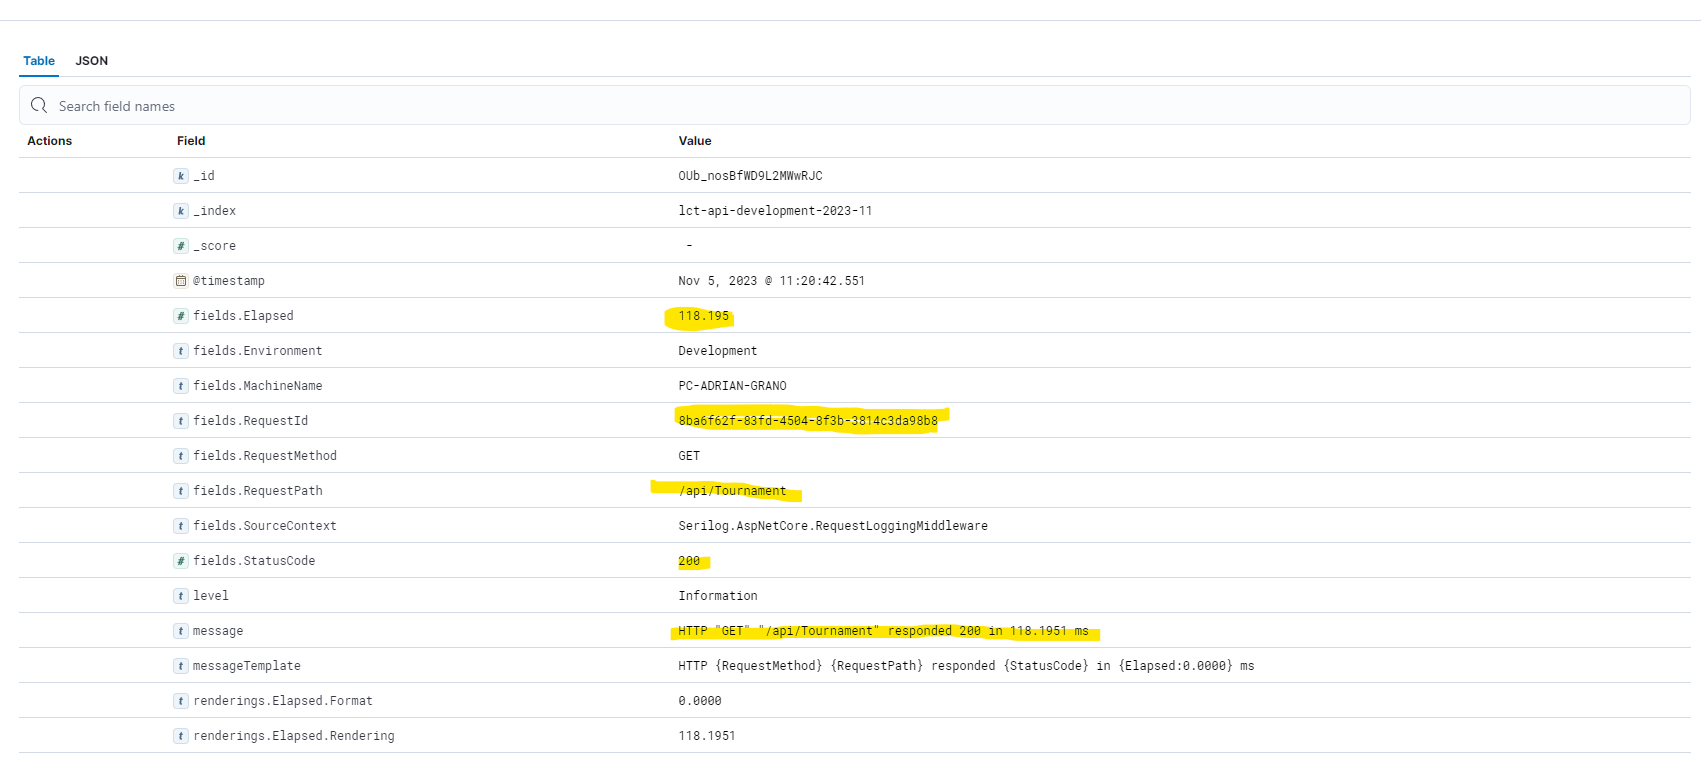 Table JSON
Search field names
Actions Field Value
k _id OUb_nosBfWD9L2MWwRJC
k _index lct-api-development-2023-11
# _score -
@timestamp Nov 5, 2023 @ 11:20:42.551
# fields.Elapsed 118.195
t fields.Environment Development
t fields.MachineName PC-ADRIAN-GRANO
t fields.RequestId 8ba6f62f-83fd-4504-8f3b-3814c3da98b8
t fields.RequestMethod GET
t fields.RequestPath /api/Tournament
t fields.SourceContext Serilog.AspNetCore.RequestLoggingMiddleware
# fields.StatusCode 200
t level Information
t message HTTP "GET" "/api/Tournament" responded 200 in 118.1951 ms
t messageTemplate HTTP {RequestMethod} {RequestPath} responded {StatusCode} in {Elapsed:0.0000} ms
t renderings.Elapsed.Format 0.0000
t renderings.Elapsed.Rendering 118.1951